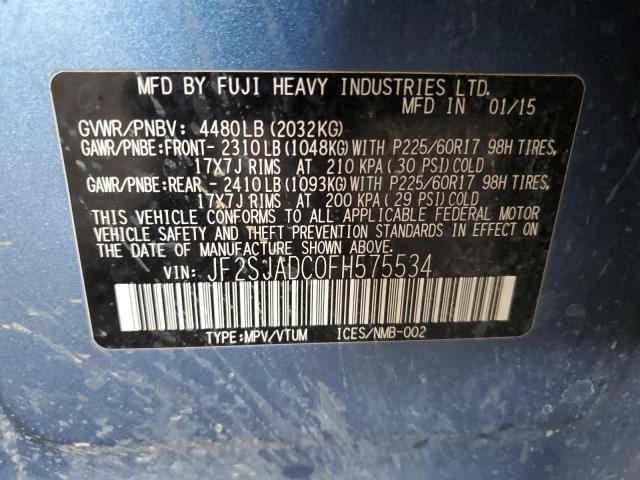 MFD BY FUJI HEAVY INDUSTRIES LTD.
MFD IN 01/15
GVWR/PNBV: 4480LB(2032KG)
GAWR/PNBE:FRONT- 2310LB(1048KG)WITH P225/60R17 98H TIRES,
17X7J RIMS AT 210 KPA( 30 PSI)COLD
GAWR/PNBE:REAR - 2410LB(1093KG)WITH P225/60R17 98H TIRES,
17X7J RIMS AT 200 KPA( 29 PSI)COLD
THIS VEHICLE CONFORMS TO ALL APPLICABLE FEDERAL MOTOR
VEHICLE SAFETY AND THEFT PREVENTION STANDARDS IN EFFECT
ON THE DATE OF MANUFACTURE SHOWN ABOVE.
VIN: JF2SJADC0FH575534
TYPE:MPV/VTUM ICES/NMB-002